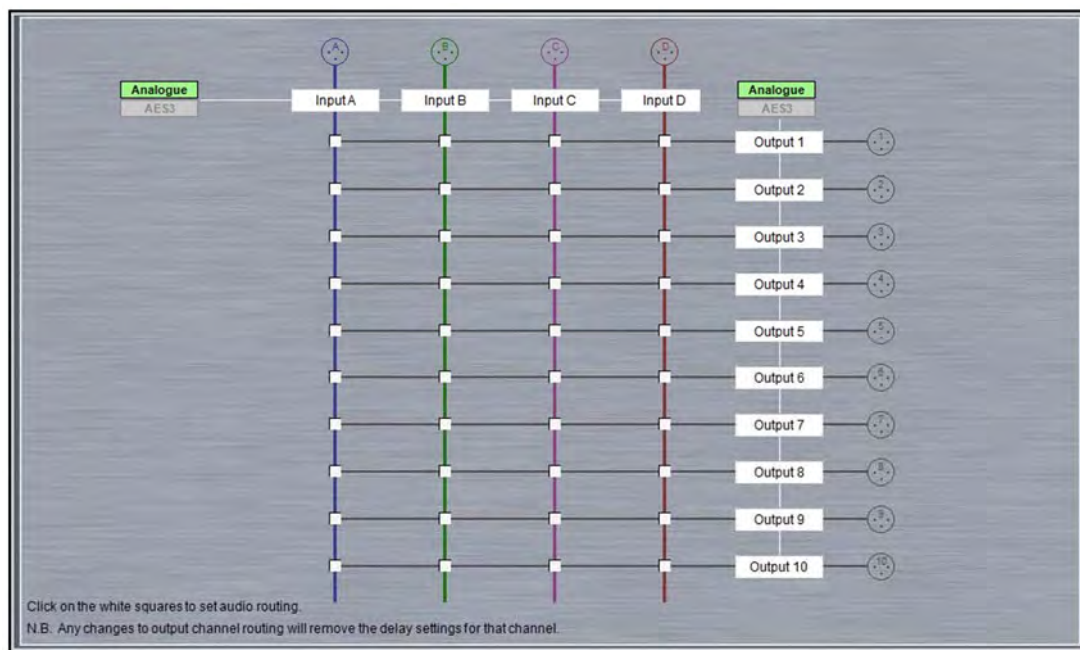 A B C D
Analogue Analogue
AES3 Input A Input B Input C Input D AES3
Output 1 1
Output 2 2
Output 3 3
Output 4 4
Output 5 5
Output 6 6
Output 7 7
Output 8 8
Output 9 9
Output 10 10
Click on the white squares to set audio routing.
N.B. Any changes to output channel routing will remove the delay settings for that channel.